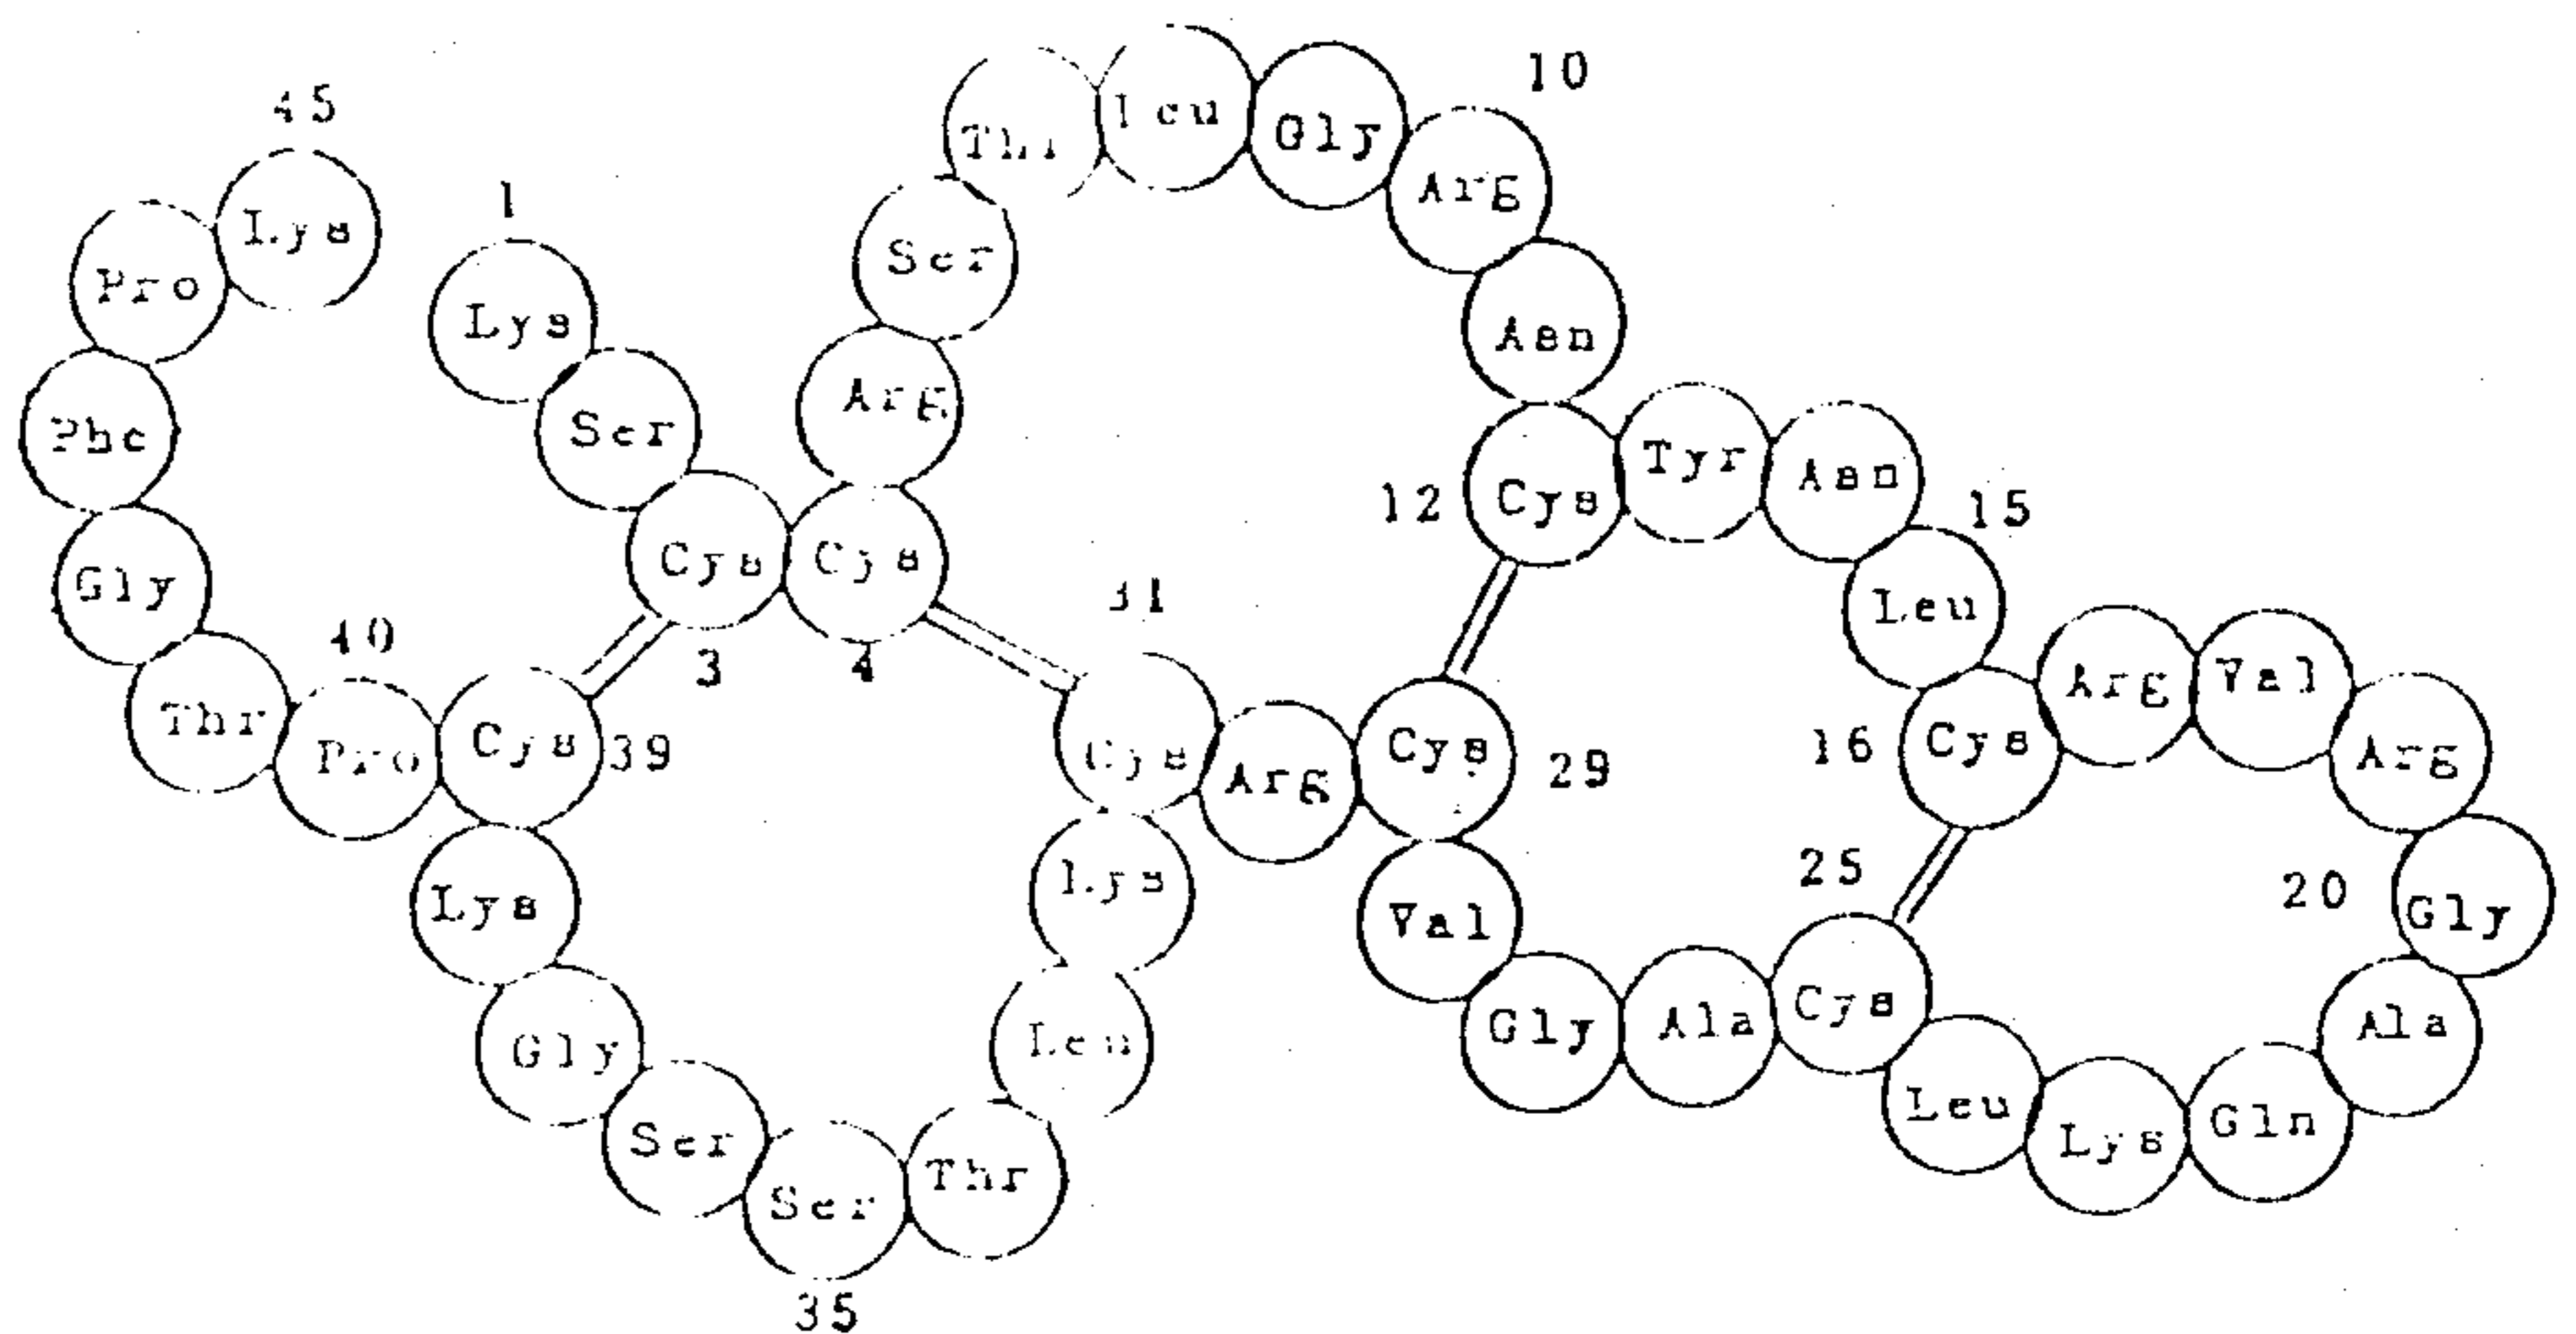 1
Lys
Ser
Cys
3
Cys
4
Arg
Ser
Thr
Leu
Gly
Arg
10
Asn
Cys
12
Tyr
Asn
Leu
15
Cys
16
Arg
Val
Arg
Gly
20
Ala
Gln
Lys
Leu
Cys
25
Ala
Gly
Val
Cys
29
Arg
Cys
31
Lys
Leu
Thr
Ser
35
Ser
Gly
Lys
Cys
39
Pro
40
Thr
Gly
Phe
Pro
Lys
45